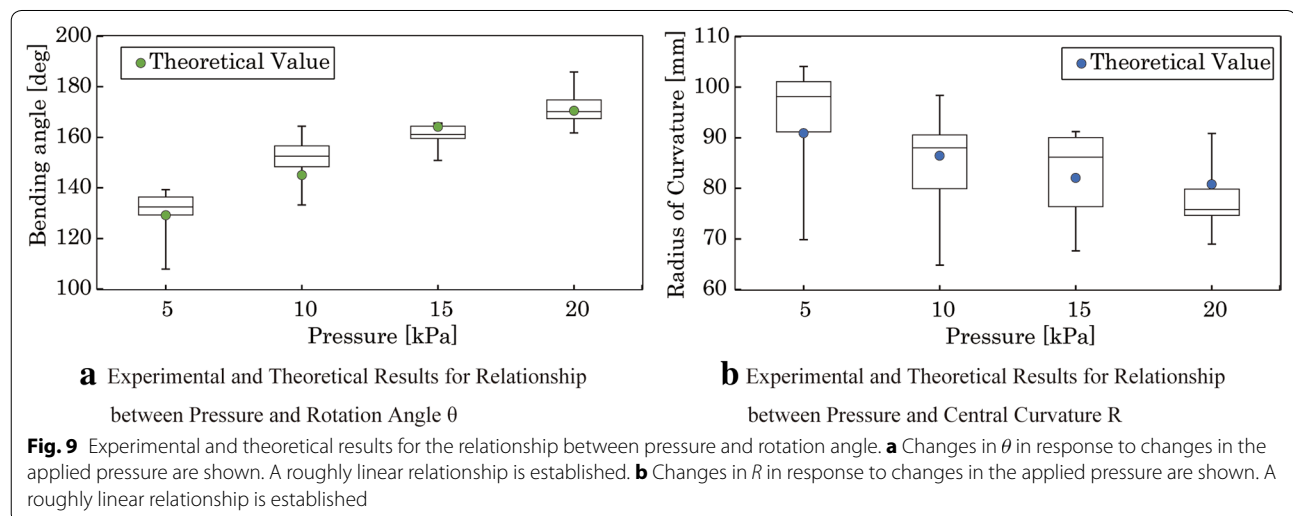 200
180
160
140
120
100
Bending angle [deg]
Theoretical Value
5 10 15 20
Pressure [kPa]
a Experimental and Theoretical Results for Relationship
between Pressure and Rotation Angle θ
110
100
90
80
70
60
Radius of Curvature [mm]
Theoretical Value
5 10 15 20
Pressure [kPa]
b Experimental and Theoretical Results for Relationship
between Pressure and Central Curvature R
Fig. 9 Experimental and theoretical results for the relationship between pressure and rotation angle. a Changes in θ in response to changes in the
applied pressure are shown. A roughly linear relationship is established. b Changes in R in response to changes in the applied pressure are shown. A
roughly linear relationship is established